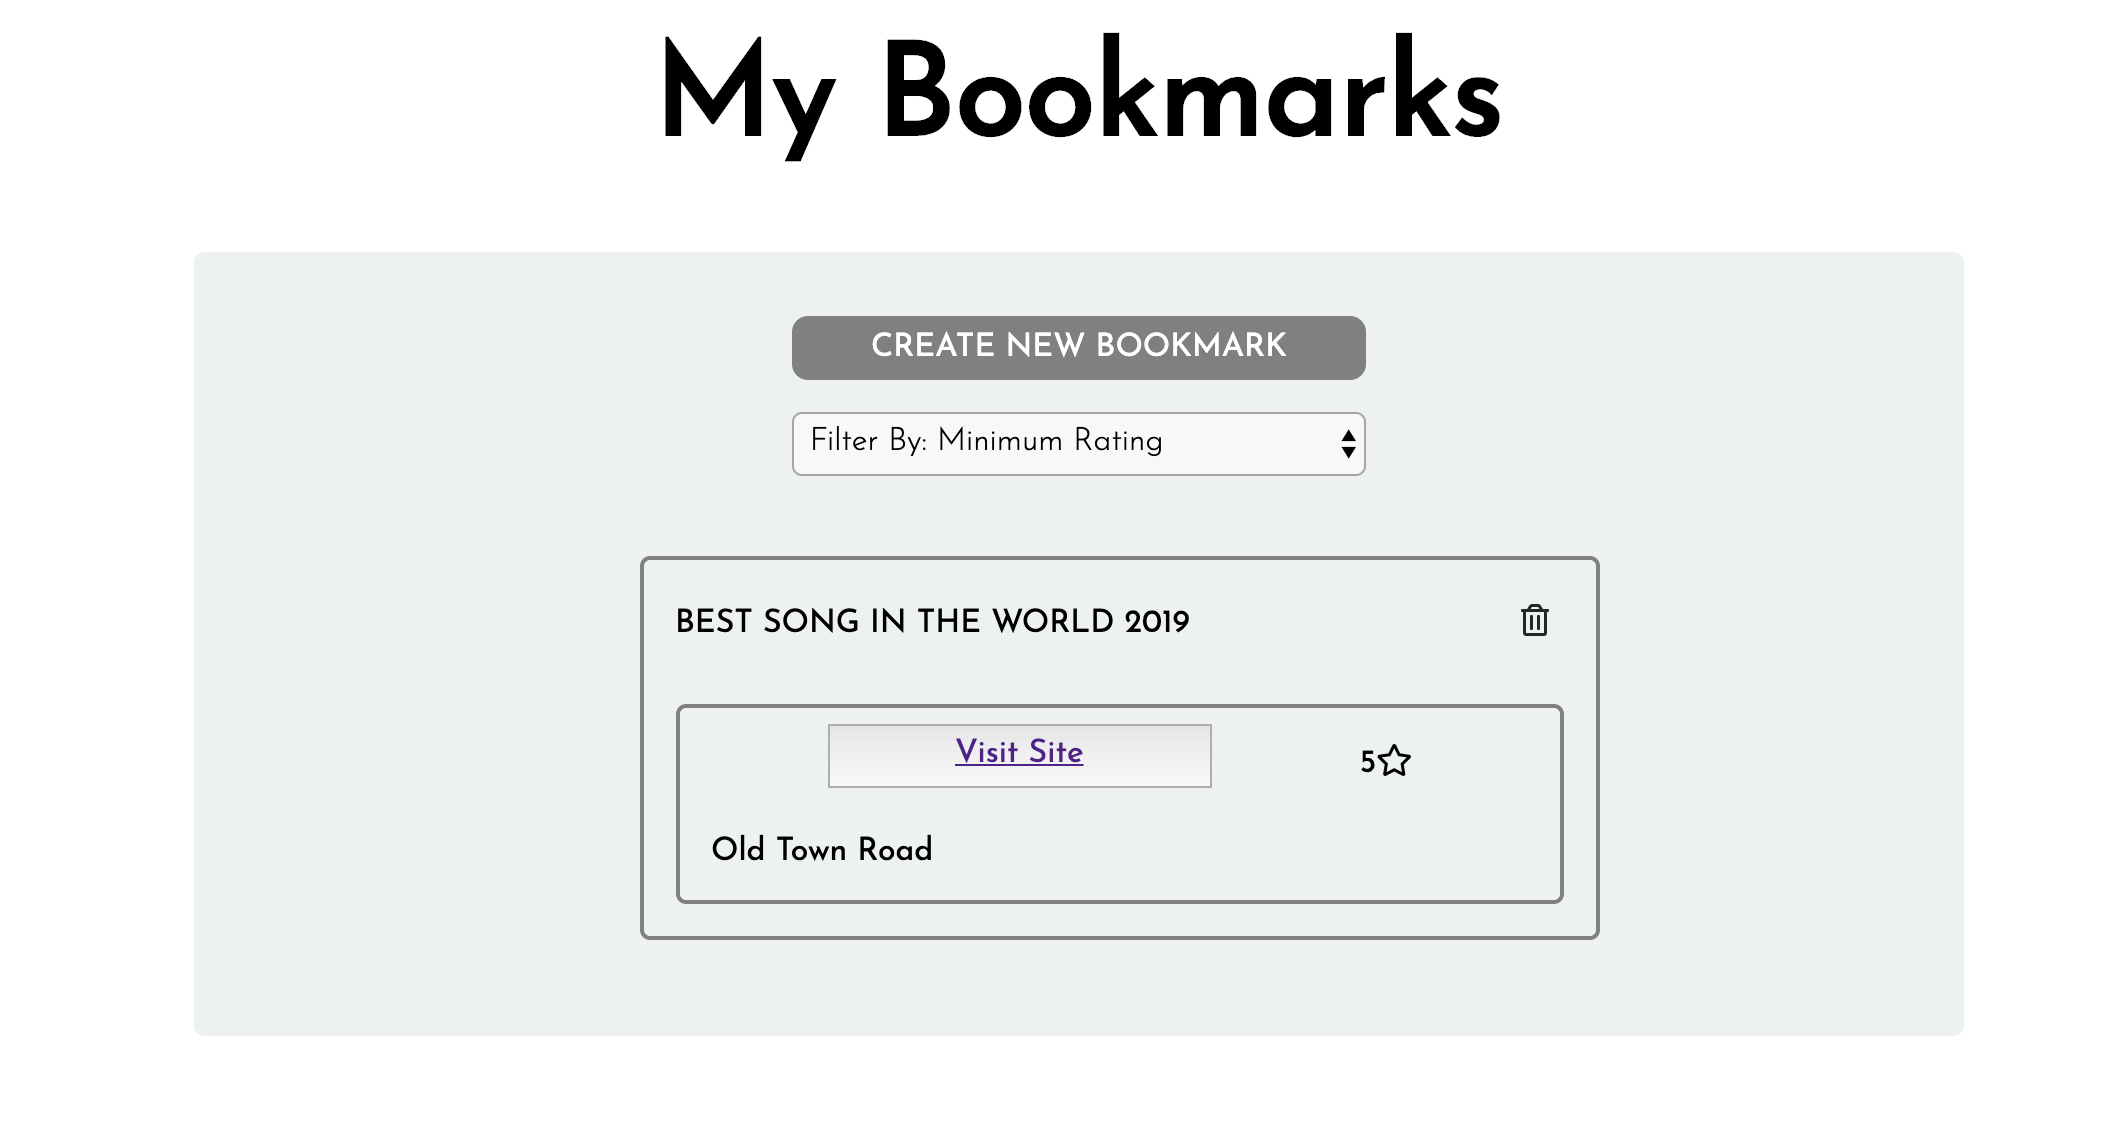 My Bookmarks
CREATE NEW BOOKMARK
Filter By: Minimum Rating
BEST SONG IN THE WORLD 2019
Visit Site
5
Old Town Road